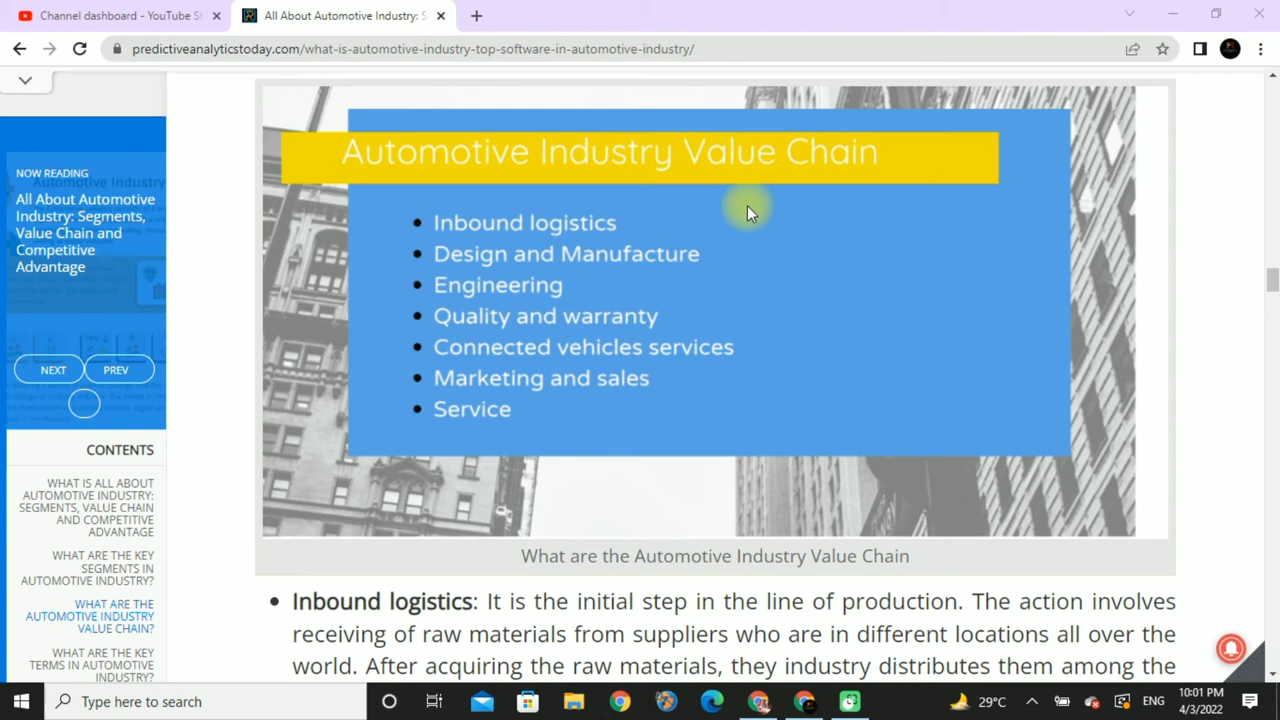 Channel dashboard - YouTube St
All About Automotive Industry: S
predictiveanalyticstoday.com/what-is-automotive-industry-top-software-in-automotive-industry/
NOW READING
All About Automotive
Industry: Segments,
Value Chain and
Competitive
Advantage
NEXT
PREV
CONTENTS
WHAT IS ALL ABOUT
AUTOMOTIVE INDUSTRY:
SEGMENTS, VALUE CHAIN
AND COMPETITIVE
ADVANTAGE
WHAT ARE THE KEY
SEGMENTS IN
AUTOMOTIVE INDUSTRY?
WHAT ARE THE
AUTOMOTIVE INDUSTRY
VALUE CHAIN?
WHAT ARE THE KEY
TERMS IN AUTOMOTIVE
INDUSTRY?
Automotive Industry Value Chain
• Inbound logistics
• Design and Manufacture
• Engineering
• Quality and warranty
• Connected vehicles services
• Marketing and sales
• Service
What are the Automotive Industry Value Chain
• Inbound logistics: It is the initial step in the line of production. The action involves
receiving of raw materials from suppliers who are in different locations all over the
world. After acquiring the raw materials, they industry distributes them among the
Type here to search
29°C
ENG
10:01 PM
4/3/2022